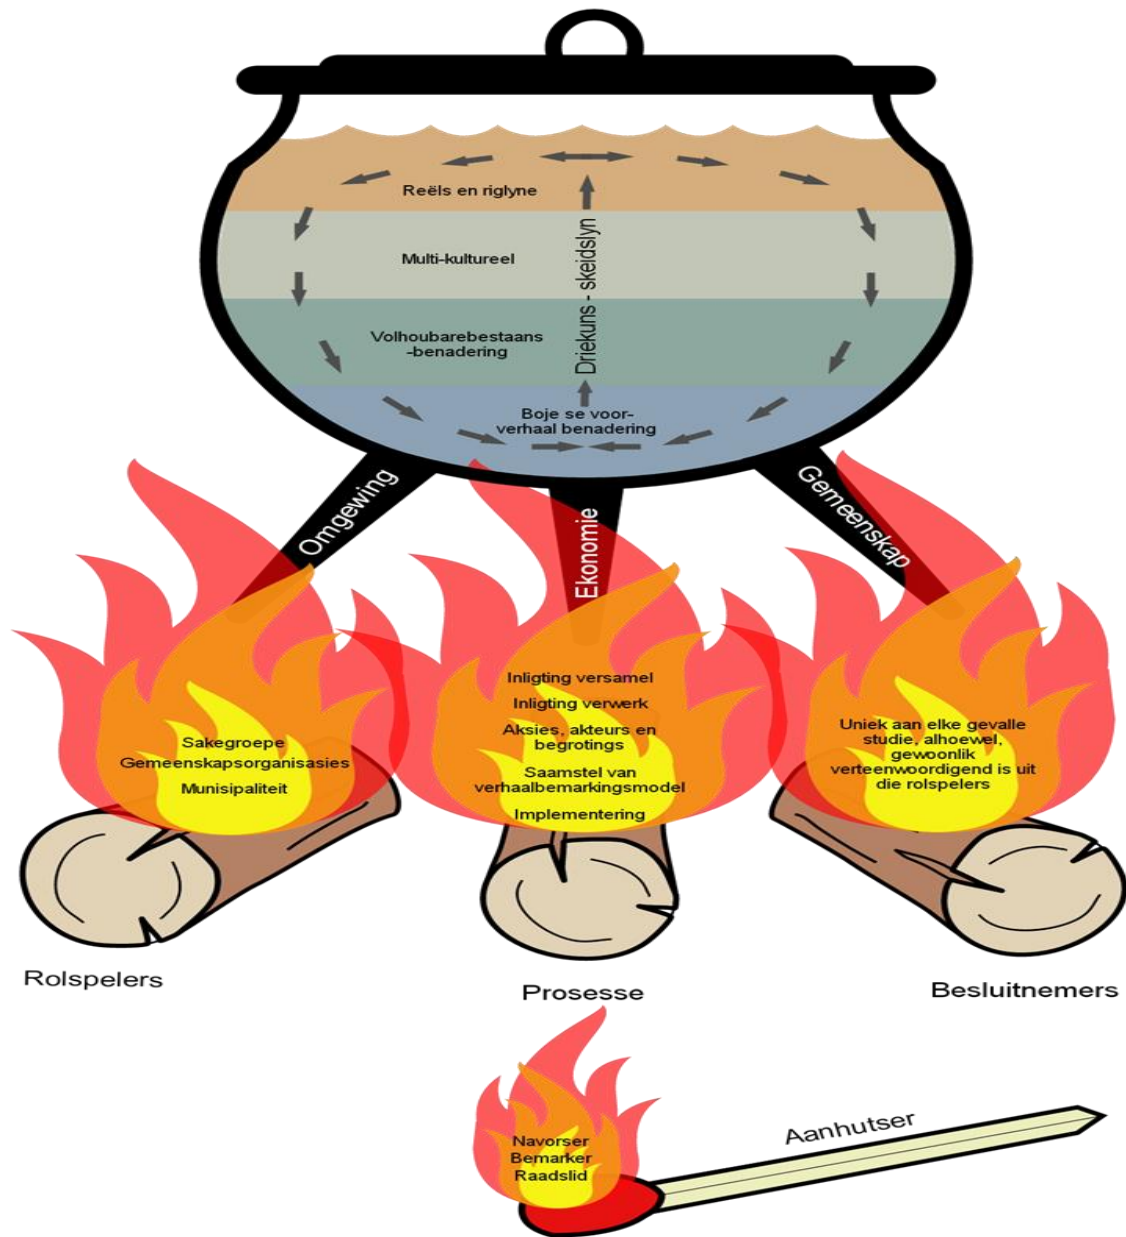 Reëls en riglyne
Multi-kultureel
Driekuns - skeidslyn
Volhoubarebestaans
-benadering
Boje se voor-
verhaal benadering
Omgewing
Ekonomie
Gemeenskap
Sakegroepe
Gemeenskapsorganisasies
Munisipaliteit
Inligting versamel
Inligting verwerk
Aksies, akteurs en
begrotings
Saamstel van
verhaalbemarkingsmodel
Implementering
Uniek aan elke gevalle
studie, alhoewel,
gewoonlik
verteenwoordigend is uit
die rolspelers
Rolspelers
Prosesse
Besluitnemers
Navorser
Bemarker
Raadslid
Aanhutser